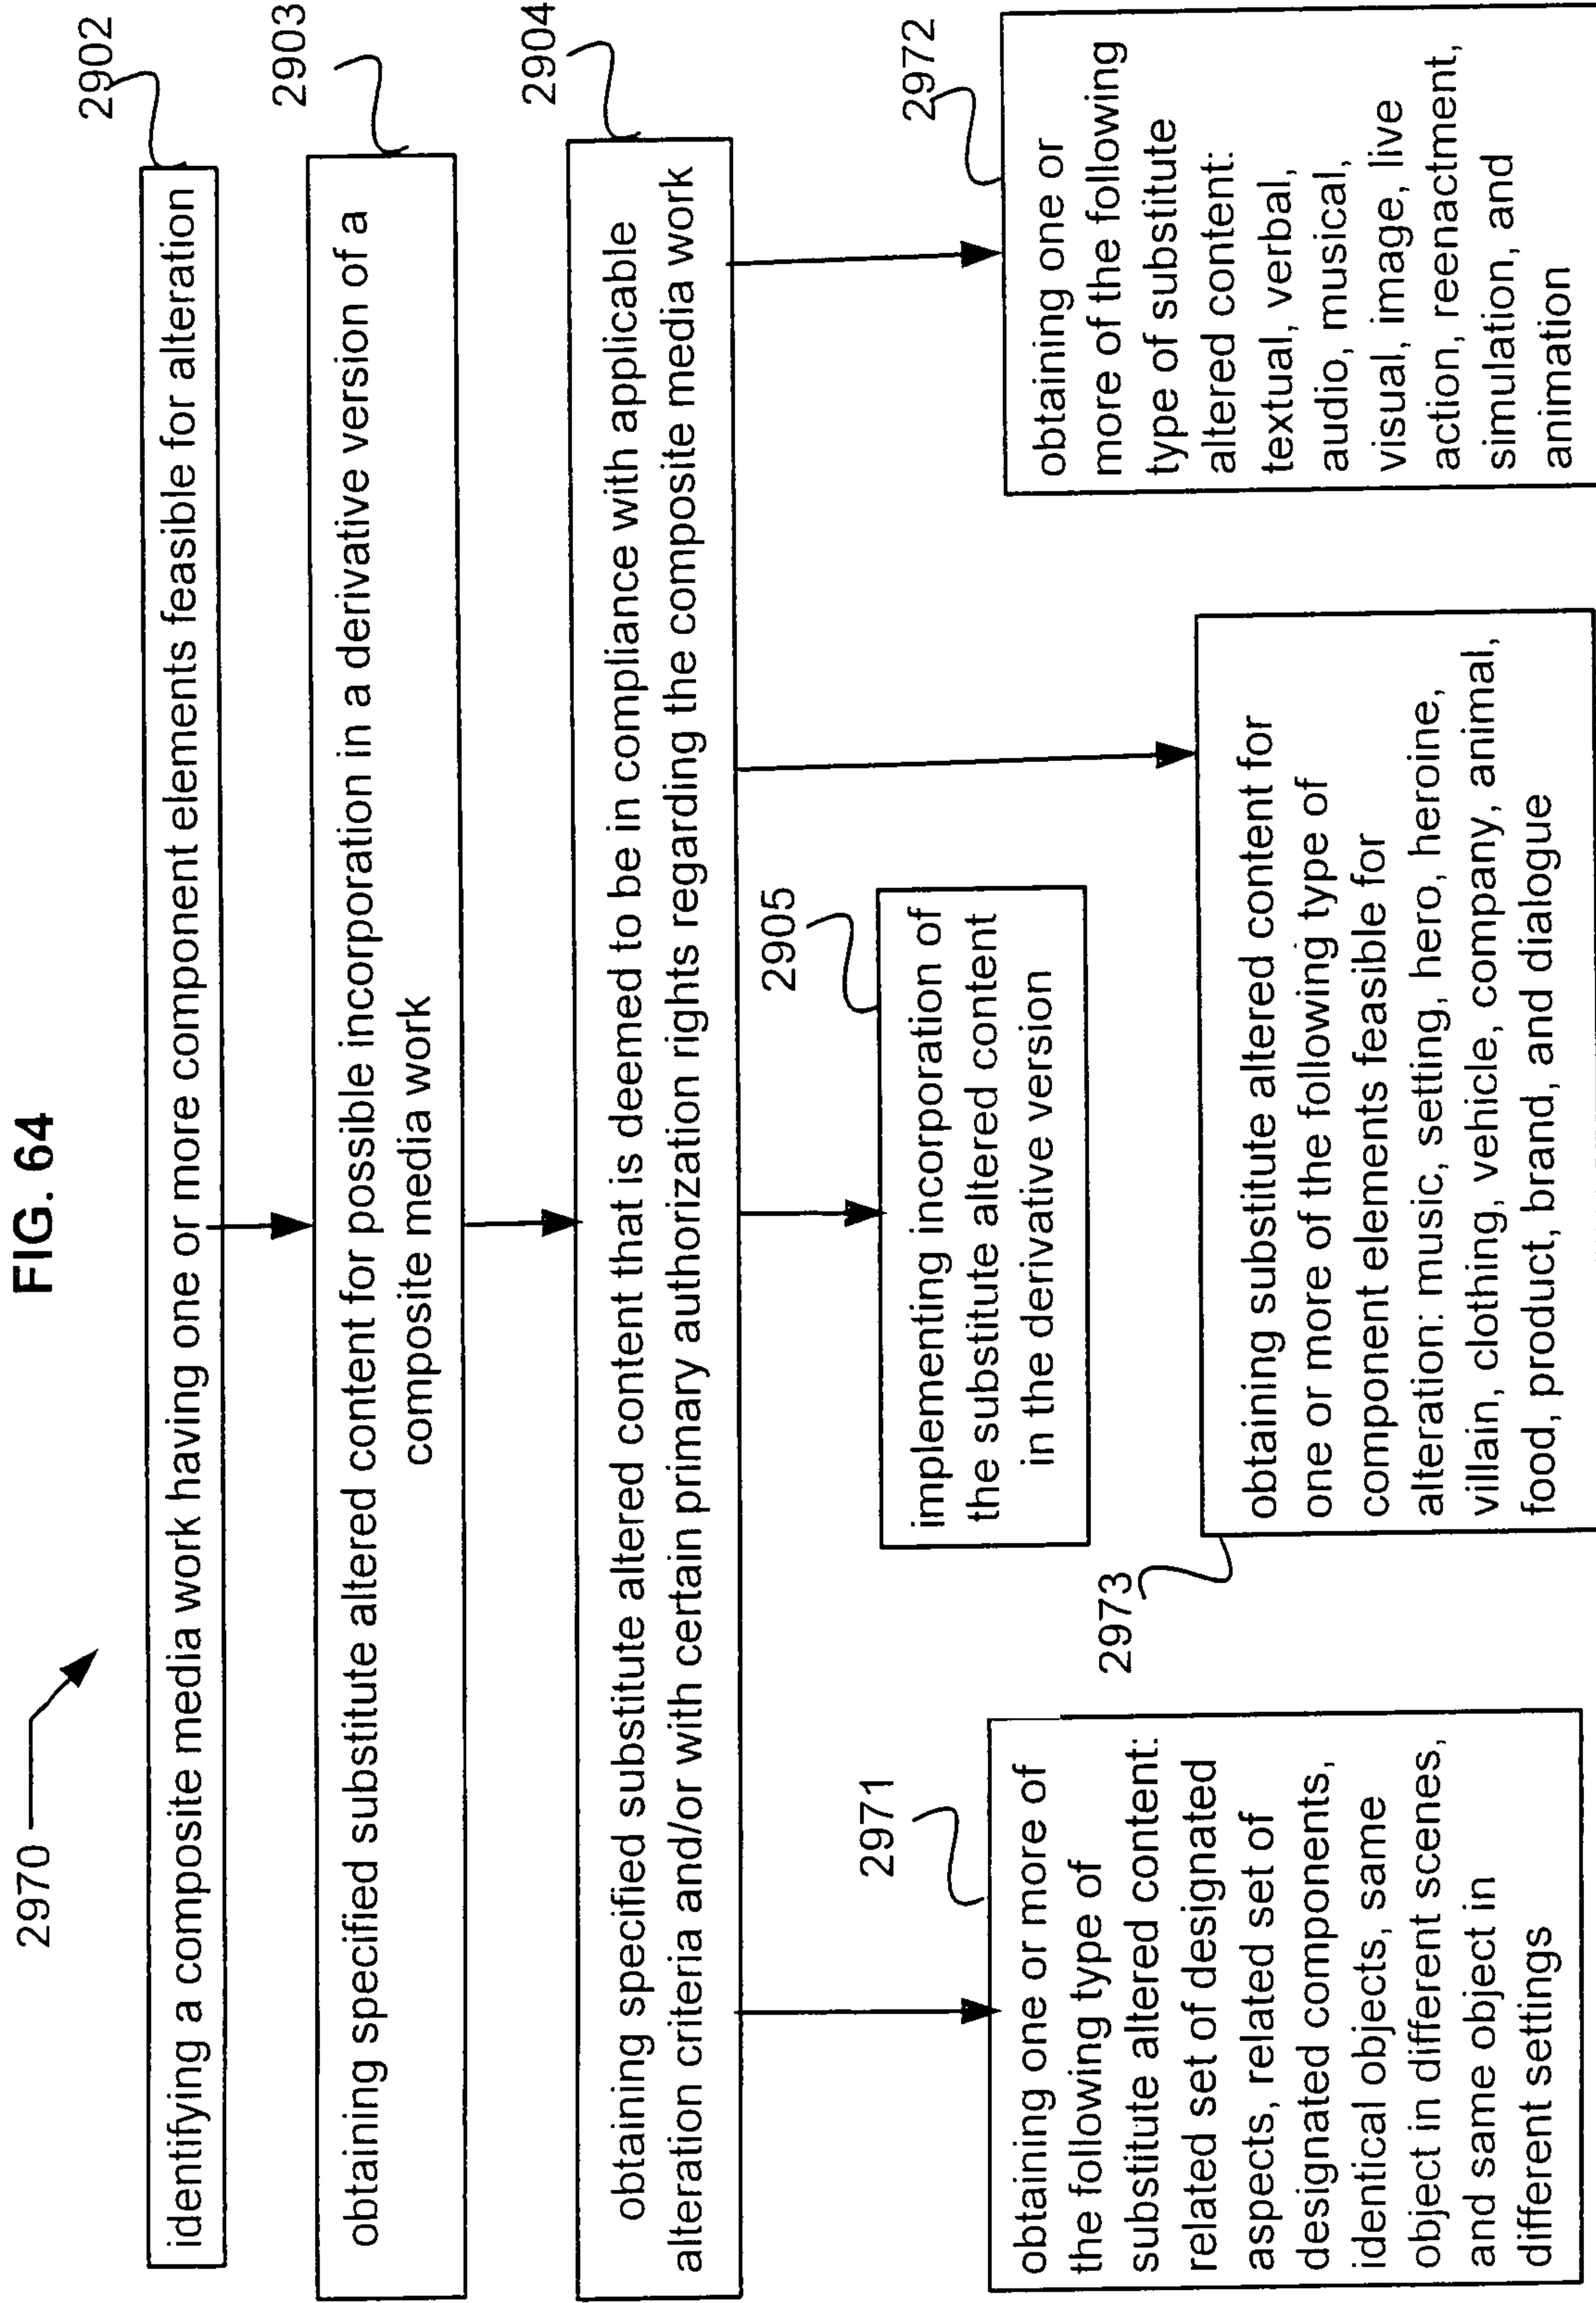 FIG. 64
2970
2902
identifying a composite media work having one or more component elements feasible for alteration
2903
obtaining specified substitute altered content for possible incorporation in a derivative version of a
composite media work
2904
obtaining specified substitute altered content that is deemed to be in compliance with applicable
alteration criteria and/or with certain primary authorization rights regarding the composite media work
2971
obtaining one or more of
the following type of
substitute altered content:
related set of designated
aspects, related set of
designated components,
identical objects, same
object in different scenes,
and same object in
different settings
2905
implementing incorporation of
the substitute altered content
in the derivative version
2973
obtaining substitute altered content for
one or more of the following type of
component elements feasible for
alteration: music, setting, hero, heroine,
villain, clothing, vehicle, company, animal,
food, product, brand, and dialogue
2972
obtaining one or
more of the following
type of substitute
altered content:
textual, verbal,
audio, musical,
visual, image, live
action, reenactment,
simulation, and
animation